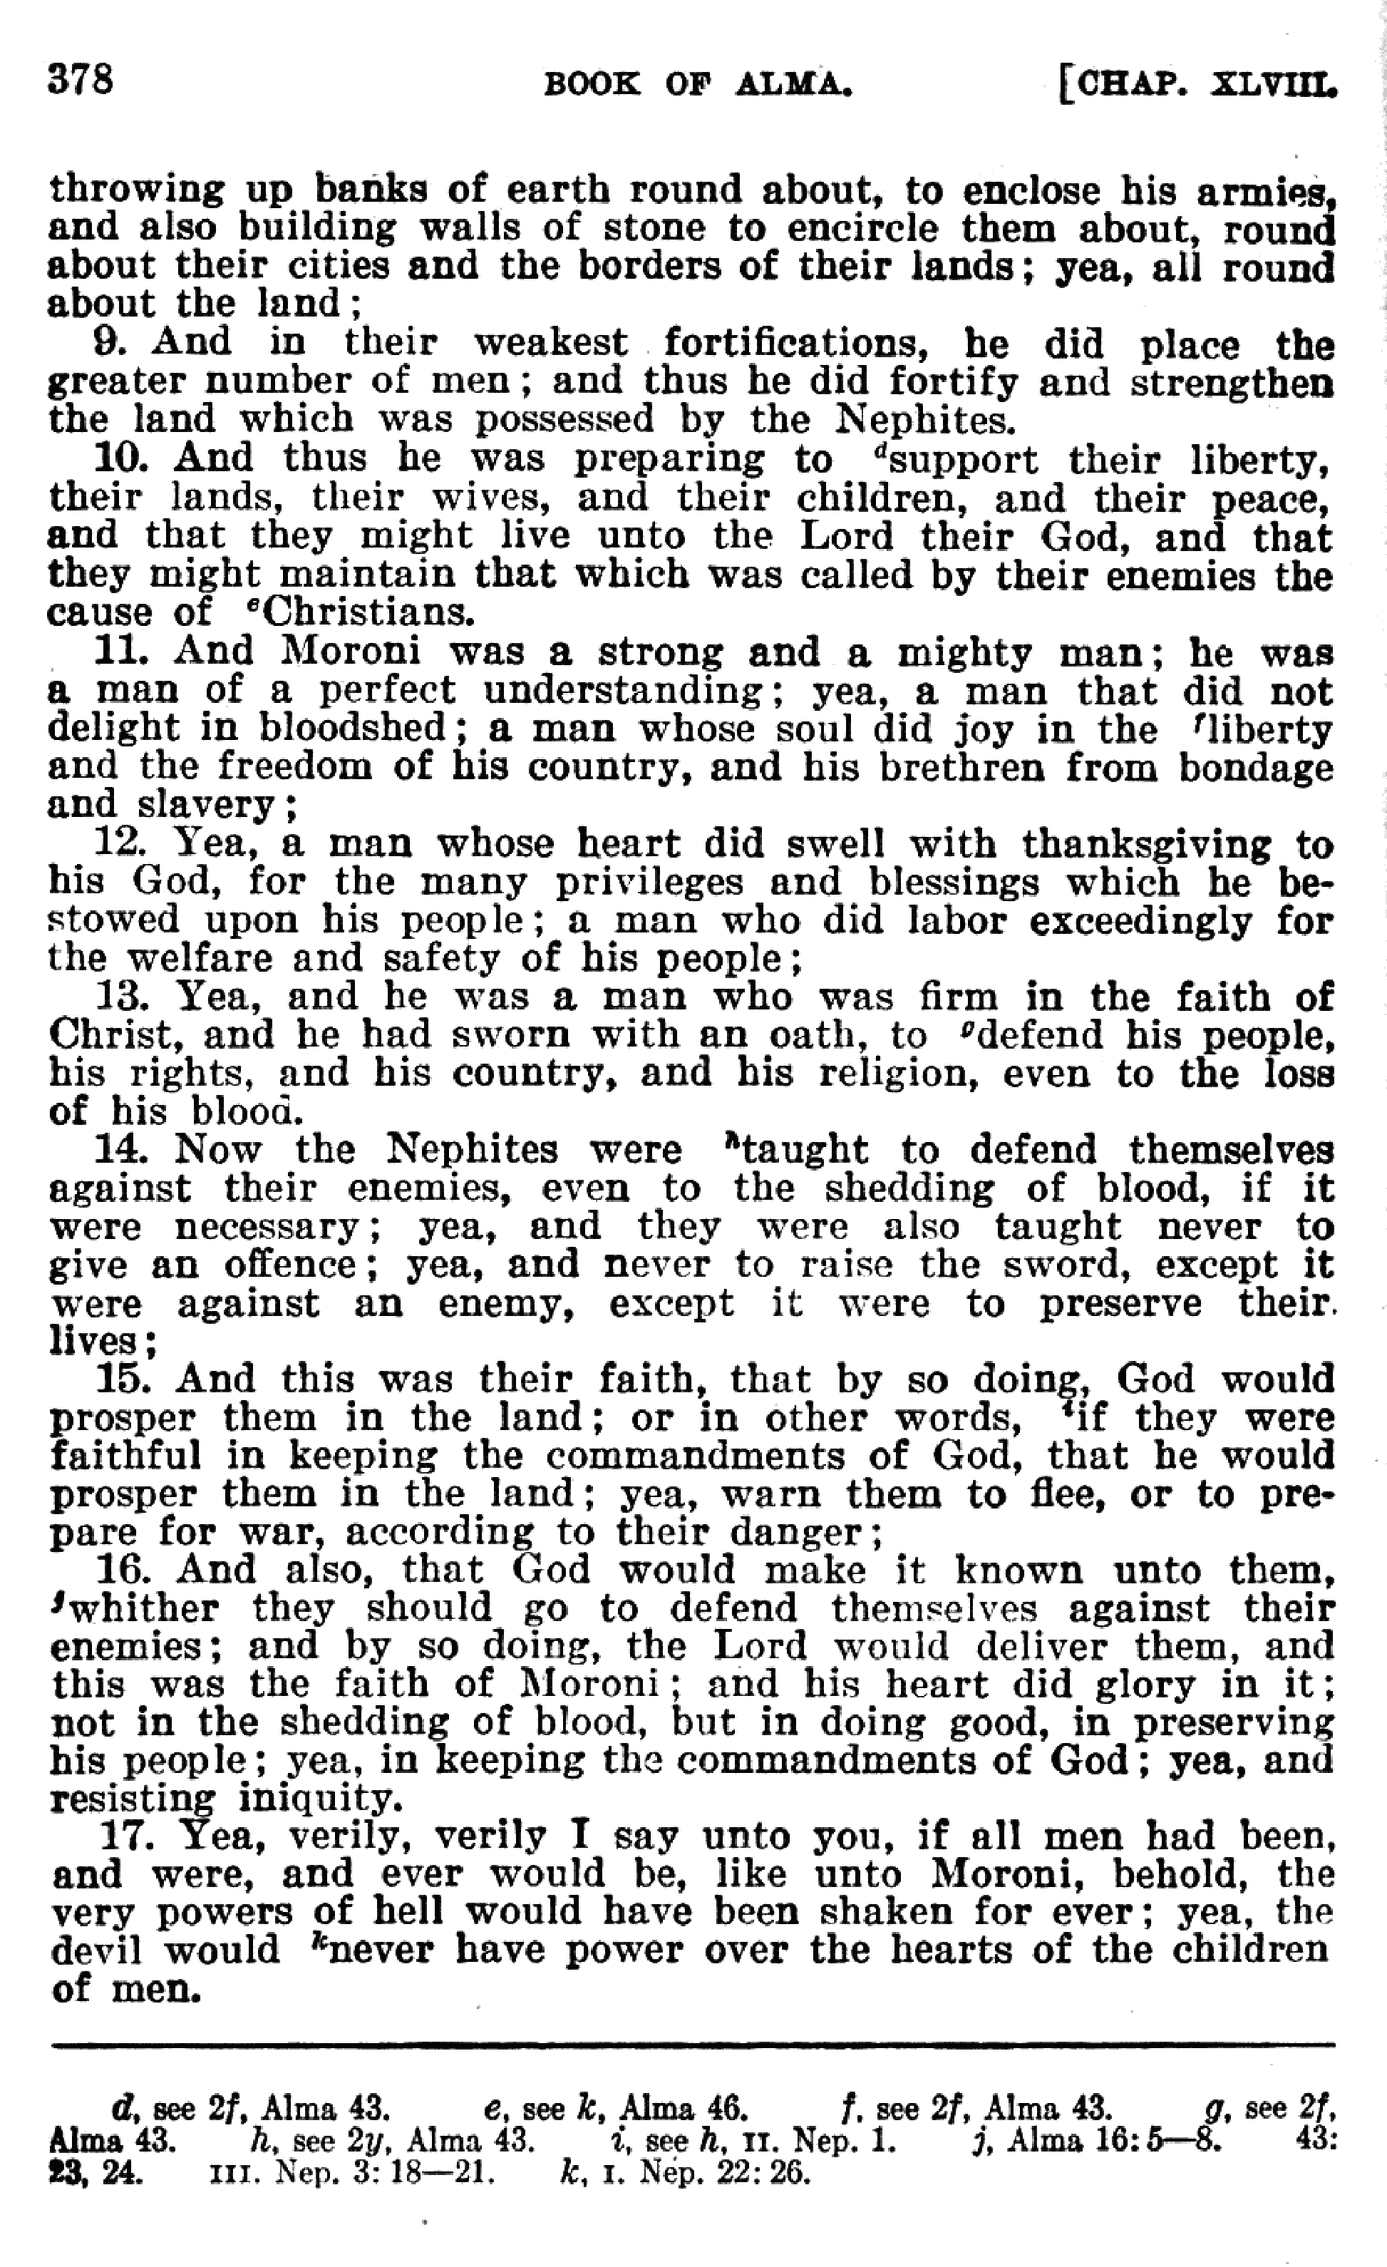 378 BOOK OF ALMA. [CHAP. XLVIII.
throwing up banks of earth round about, to enclose his armies,
and also building walls of stone to encircle them about, round
about their cities and the borders of their lands; yea, all round
about the land;
9. And in their weakest fortifications, he did place the
greater number of men; and thus he did fortify and strengthen
the land which was possessed by the Nephites.
10. And thus he was preparing to dsupport their liberty,
their lands, their wives, and their children, and their peace,
and that they might live unto the Lord their God, and that
they might maintain that which was called by their enemies the
cause of eChristians.
11. And Moroni was a strong and a mighty man; he was
a man of a perfect understanding; yea, a man that did not
delight in bloodshed; a man whose soul did joy in the fliberty
and the freedom of his country, and his brethren from bondage
and slavery;
12. Yea, a man whose heart did swell with thanksgiving to
his God, for the many privileges and blessings which he be-
stowed upon his people; a man who did labor exceedingly for
the welfare and safety of his people;
13. Yea, and he was a man who was firm in the faith of
Christ, and he had sworn with an oath, to gdefend his people,
his rights, and his country, and his religion, even to the loss
of his blood.
14. Now the Nephites were htaught to defend themselves
against their enemies, even to the shedding of blood, if it
were necessary; yea, and they were also taught never to
give an offence; yea, and never to raise the sword, except it
were against an enemy, except it were to preserve their
lives;
15. And this was their faith, that by so doing, God would
prosper them in the land; or in other words, iif they were
faithful in keeping the commandments of God, that he would
prosper them in the land; yea, warn them to flee, or to pre-
pare for war, according to their danger;
16. And also, that God would make it known unto them,
jwhither they should go to defend themselves against their
enemies; and by so doing, the Lord would deliver them, and
this was the faith of Moroni; and his heart did glory in it;
not in the shedding of blood, but in doing good, in preserving
his people; yea, in keeping the commandments of God; yea, and
resisting iniquity.
17. Yea, verily, verily I say unto you, if all men had been,
and were, and ever would be, like unto Moroni, behold, the
very powers of hell would have been shaken for ever; yea, the
devil would knever have power over the hearts of the children
of men.
d, see 2f, Alma 43. e, see k, Alma 46. f, see 2f, Alma 43. g, see 2f,
Alma 43. h, see 2y, Alma 43. i, see h, II. Nep. 1. j, Alma 16:5—8. 43:
23, 24. III. Nep. 3:18—21. k, I. Nep. 22:26.